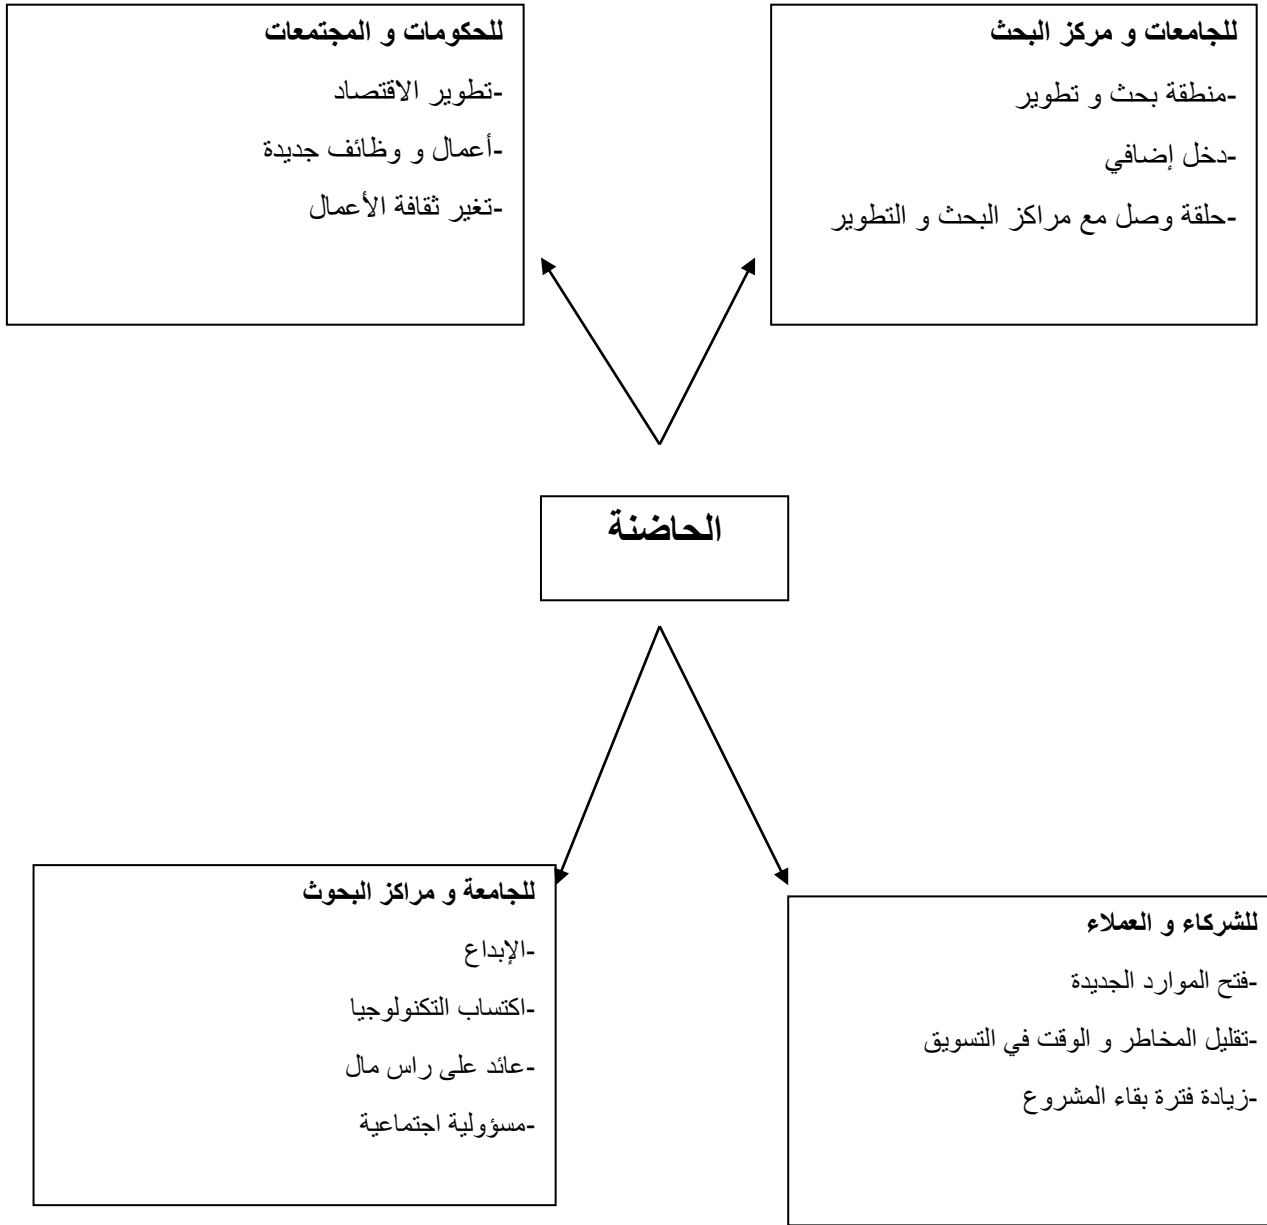 للجامعات و مركز البحث
-منطقة بحث و تطوير
-دخل إضافي
-حلقة وصل مع مراكز البحث و التطوير
للحكومات و المجتمعات
-تطوير الاقتصاد
-أعمال و وظائف جديدة
-تغير ثقافة الأعمال
الحاضنة
للشركاء و العملاء
-فتح الموارد الجديدة
-تقليل المخاطر و الوقت في التسويق
-زيادة فترة بقاء المشروع
للجامعة و مراكز البحوث
-الإبداع
-اكتساب التكنولوجيا
-عائد على راس مال
-مسؤولية اجتماعية